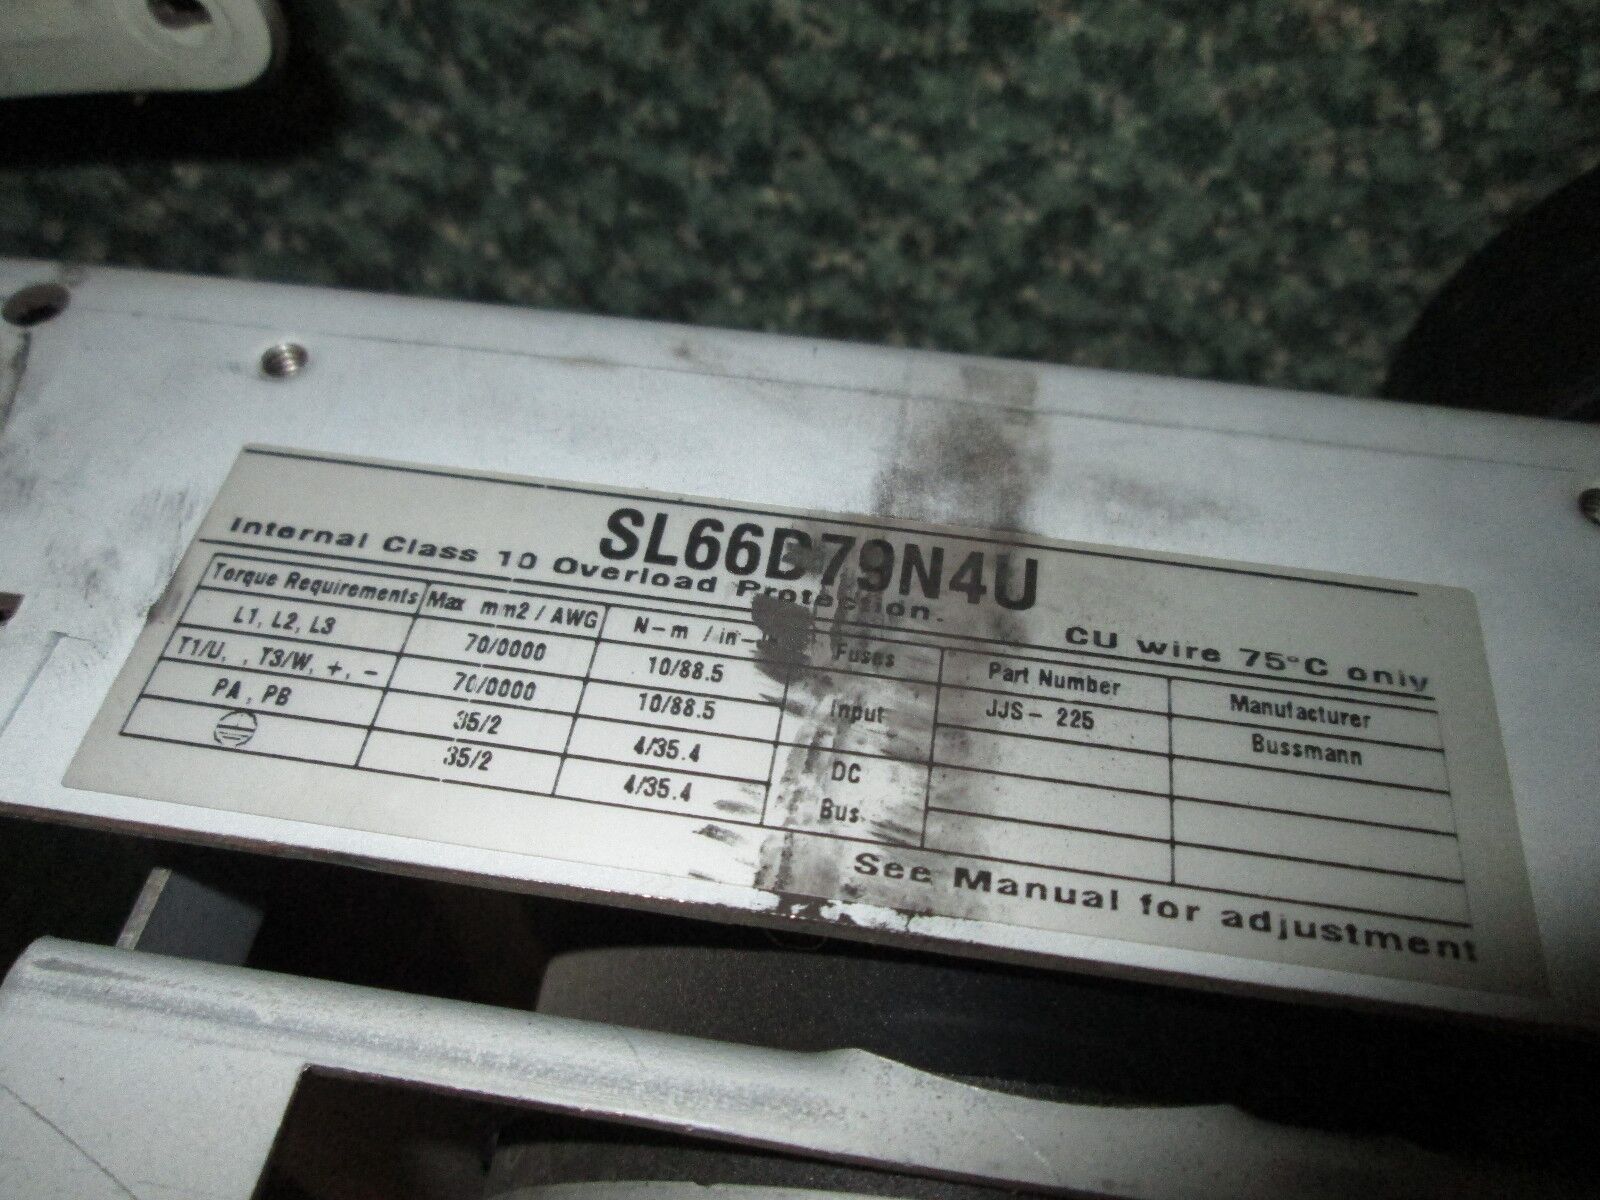 SL66D79N4U
Internal Class 10 Overload Protection. CU wire 75°C only
Torque Requirements Max mm2 / AWG N-m / in- Fuses Part Number Manufacturer
L1, L2, L3 70/0000 10/88.5 Input JJS - 225 Bussmann
T1/U, , T3/W, +, - 70/0000 10/88.5 DC
PA , PB 35/2 4/35.4 Bus
35/2 4/35.4
See Manual for adjustment